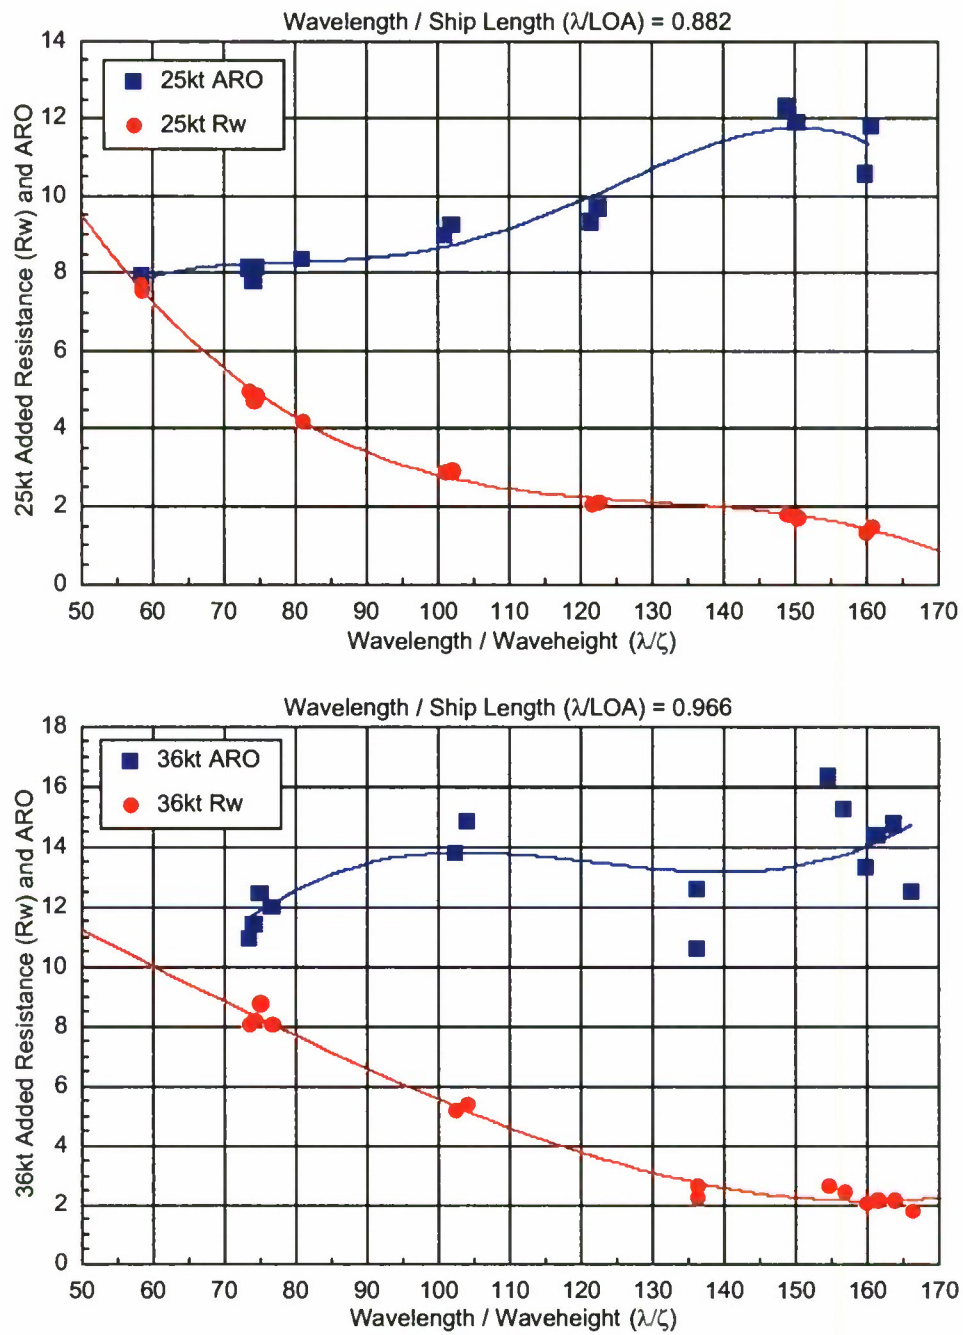 Wavelength / Ship Length (λ/LOA) = 0.882
25kt Added Resistance (Rw) and ARO
14
12
10
8
6
4
2
0
25kt ARO
25kt Rw
50 60 70 80 90 100 110 120 130 140 150 160 170
Wavelength / Waveheight (λ/ζ)
Wavelength / Ship Length (λ/LOA) = 0.966
36kt Added Resistance (Rw) and ARO
18
16
14
12
10
8
6
4
2
0
36kt ARO
36kt Rw
50 60 70 80 90 100 110 120 130 140 150 160 170
Wavelength / Waveheight (λ/ζ)